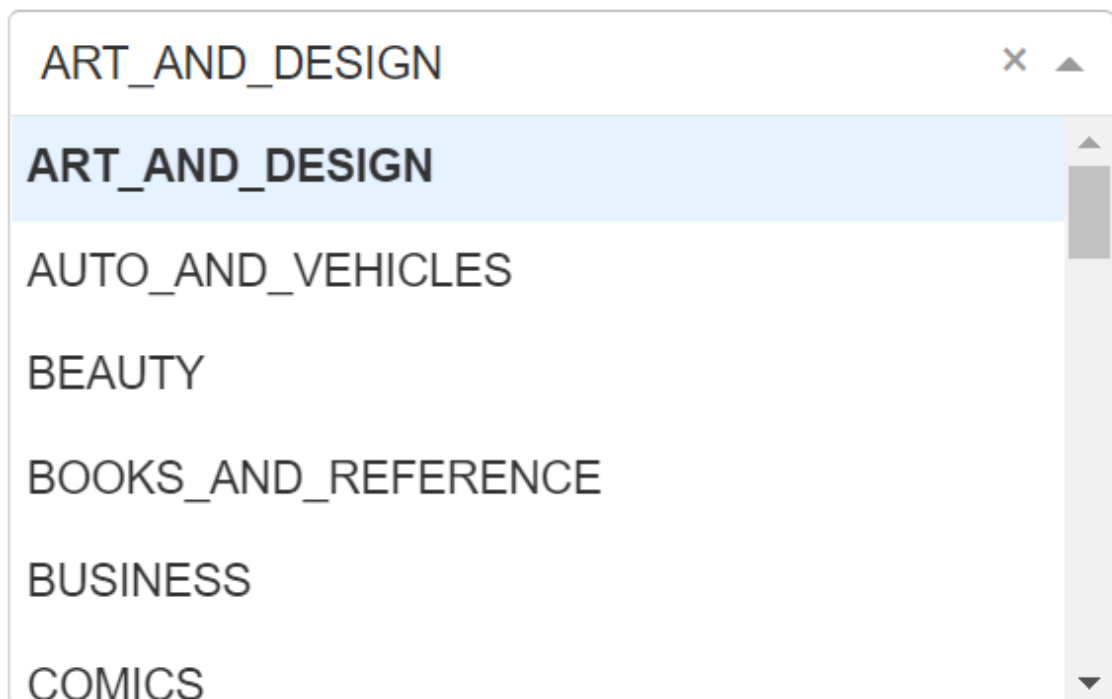 ART_AND_DESIGN ×
ART_AND_DESIGN
AUTO_AND_VEHICLES
BEAUTY
BOOKS_AND_REFERENCE
BUSINESS
COMICS